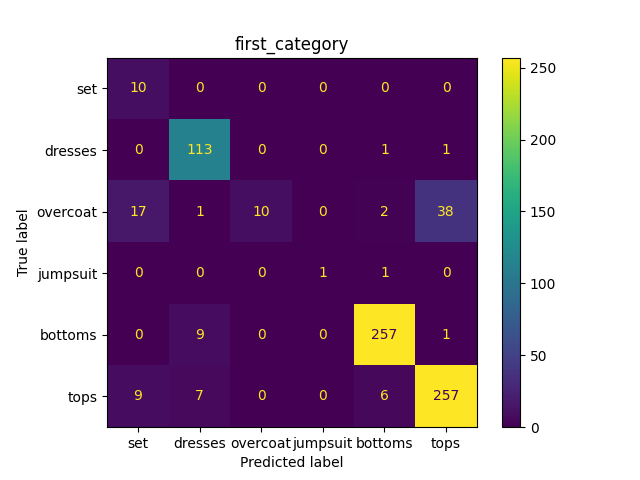 first_category
set 10 0 0 0 0 0
dresses 0 113 0 0 1 1
overcoat 17 1 10 0 2 38
jumpsuit 0 0 0 1 1 0
bottoms 0 9 0 0 257 1
tops 9 7 0 0 6 257
set dresses overcoat jumpsuit bottoms tops
Predicted label
True label
250
200
150
100
50
0